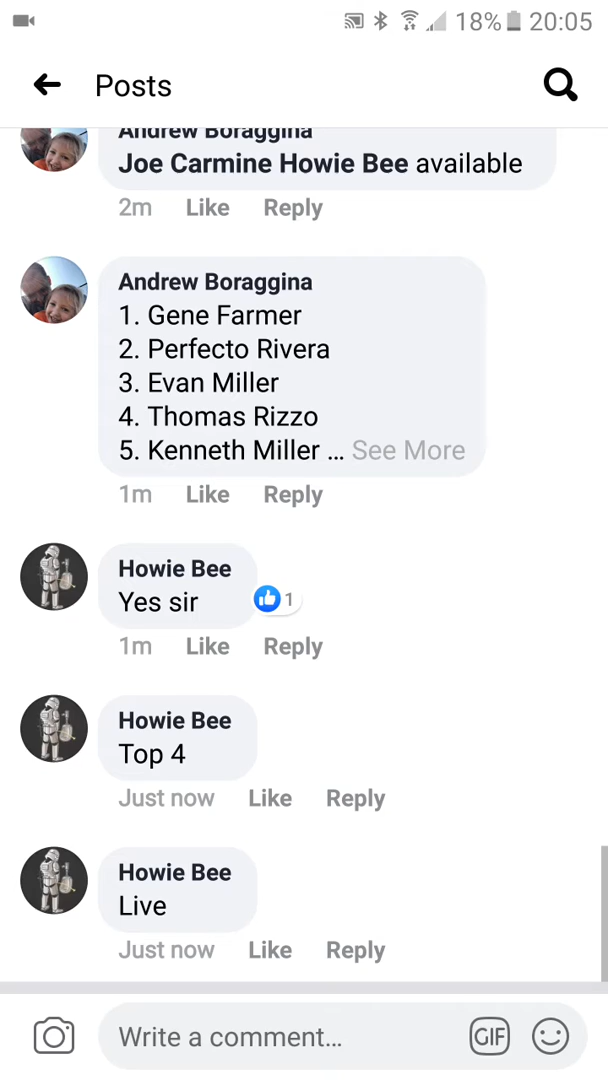 18% 20:05
Posts
Andrew Boraggina
Joe Carmine Howie Bee available
2m Like Reply
Andrew Boraggina
1. Gene Farmer
2. Perfecto Rivera
3. Evan Miller
4. Thomas Rizzo
5. Kenneth Miller ... See More
1m Like Reply
Howie Bee
Yes sir
1
1m Like Reply
Howie Bee
Top 4
Just now Like Reply
Howie Bee
Live
Just now Like Reply
Write a comment... GIF